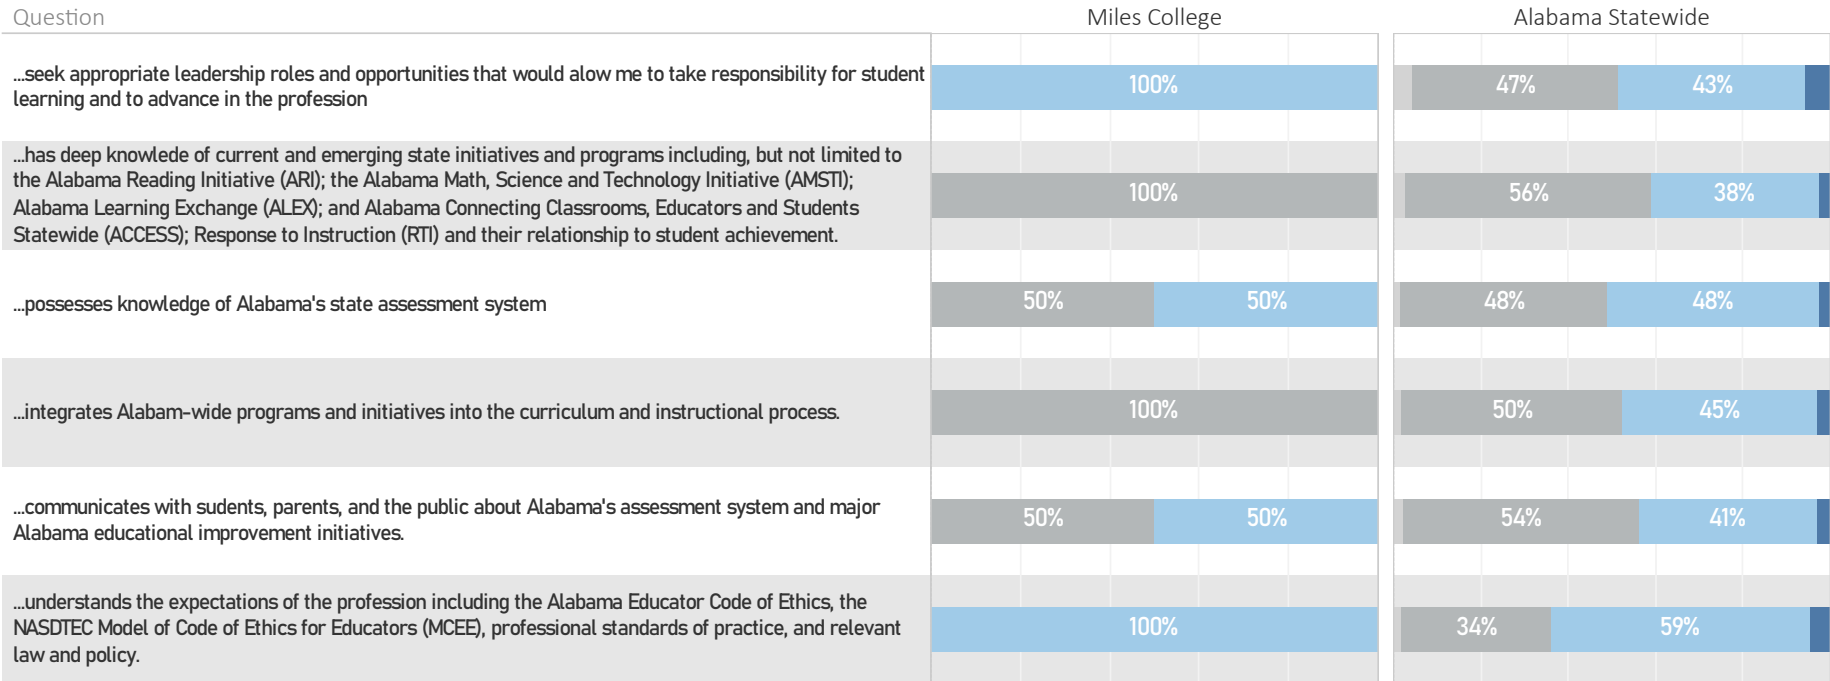 Question
Miles College
Alabama Statewide
...seek appropriate leadership roles and opportunities that would alow me to take responsibility for student
learning and to advance in the profession
100%
47%
43%
...has deep knowlede of current and emerging state initiatives and programs including, but not limited to
the Alabama Reading Initiative (ARI); the Alabama Math, Science and Technology Initiative (AMSTI);
Alabama Learning Exchange (ALEX); and Alabama Connecting Classrooms, Educators and Students
Statewide (ACCESS); Response to Instruction (RTI) and their relationship to student achievement.
100%
56%
38%
...possesses knowledge of Alabama's state assessment system
50%
50%
48%
48%
...integrates Alabam-wide programs and initiatives into the curriculum and instructional process.
100%
50%
45%
...communicates with sudents, parents, and the public about Alabama's assessment system and major
Alabama educational improvement initiatives.
50%
50%
54%
41%
...understands the expectations of the profession including the Alabama Educator Code of Ethics, the
NASDTEC Model of Code of Ethics for Educators (MCEE), professional standards of practice, and relevant
law and policy.
100%
34%
59%